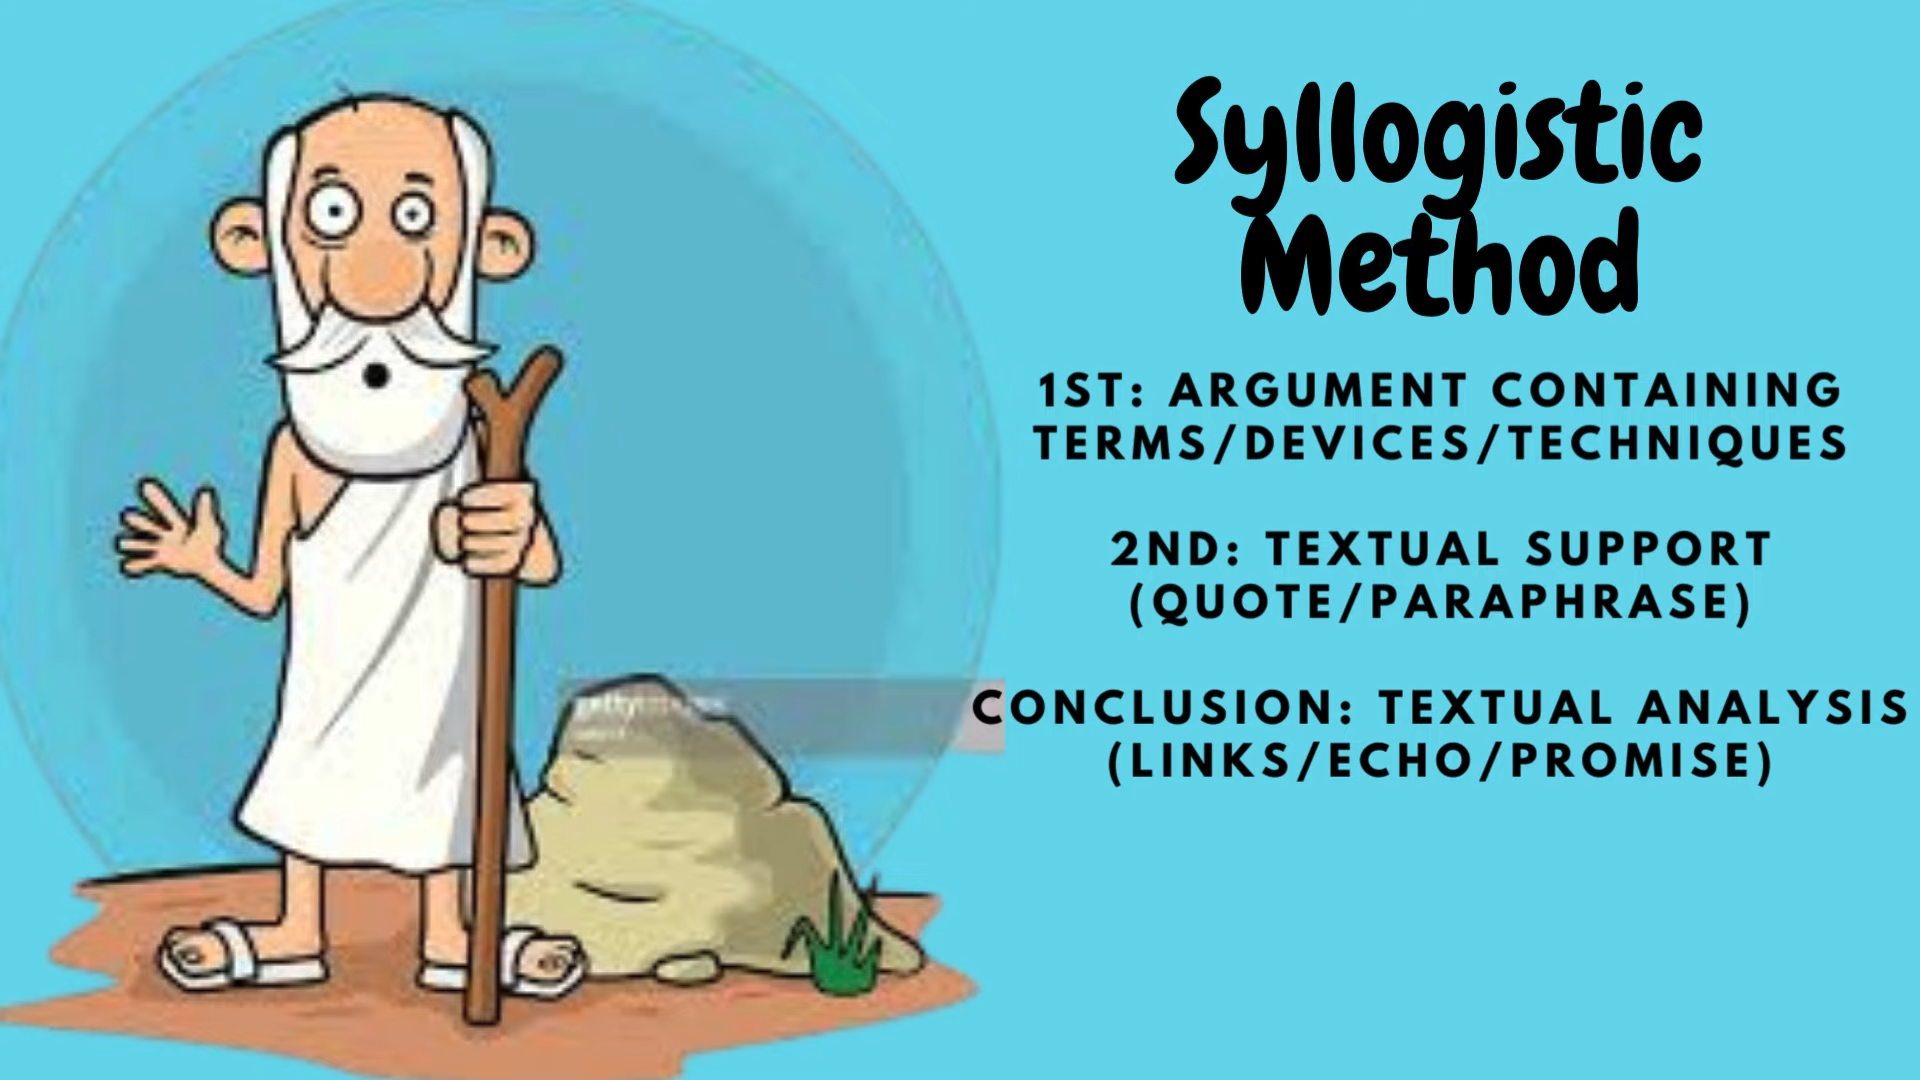 Syllogistic
Method
1ST: ARGUMENT CONTAINING
TERMS/DEVICES/TECHNIQUES
2ND: TEXTUAL SUPPORT
(QUOTE/PARAPHRASE)
CONCLUSION: TEXTUAL ANALYSIS
(LINKS/ECHO/PROMISE)